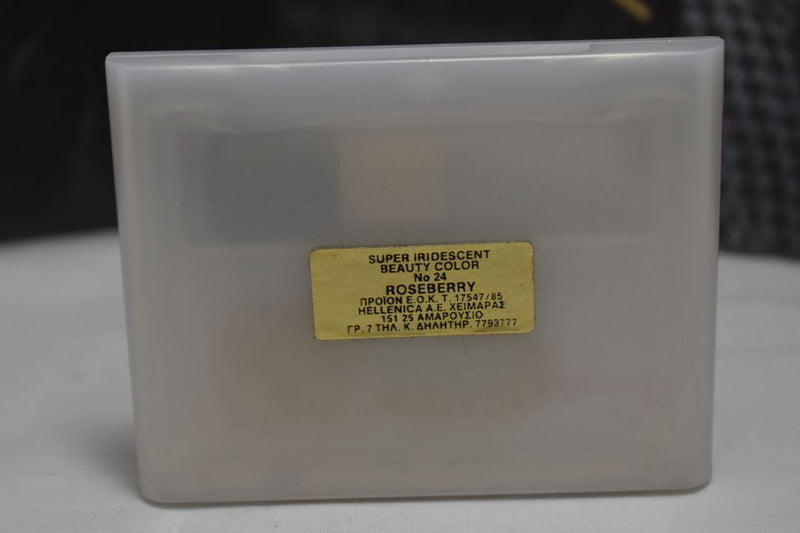 SUPER IRIDESCENT
BEAUTY COLOR
No 24
ROSEBERRY
ΠΡΟΪΟΝ Ε.Ο.Κ. Τ. 17547/85
HELLENICA A.E. ΧΕΙΜΑΡΑΣ
151 25 ΑΜΑΡΟΥΣΙΟ
ΓΡ. 7 ΤΗΛ. Κ. ΔΗΛΗΤΗΡ. 7793777